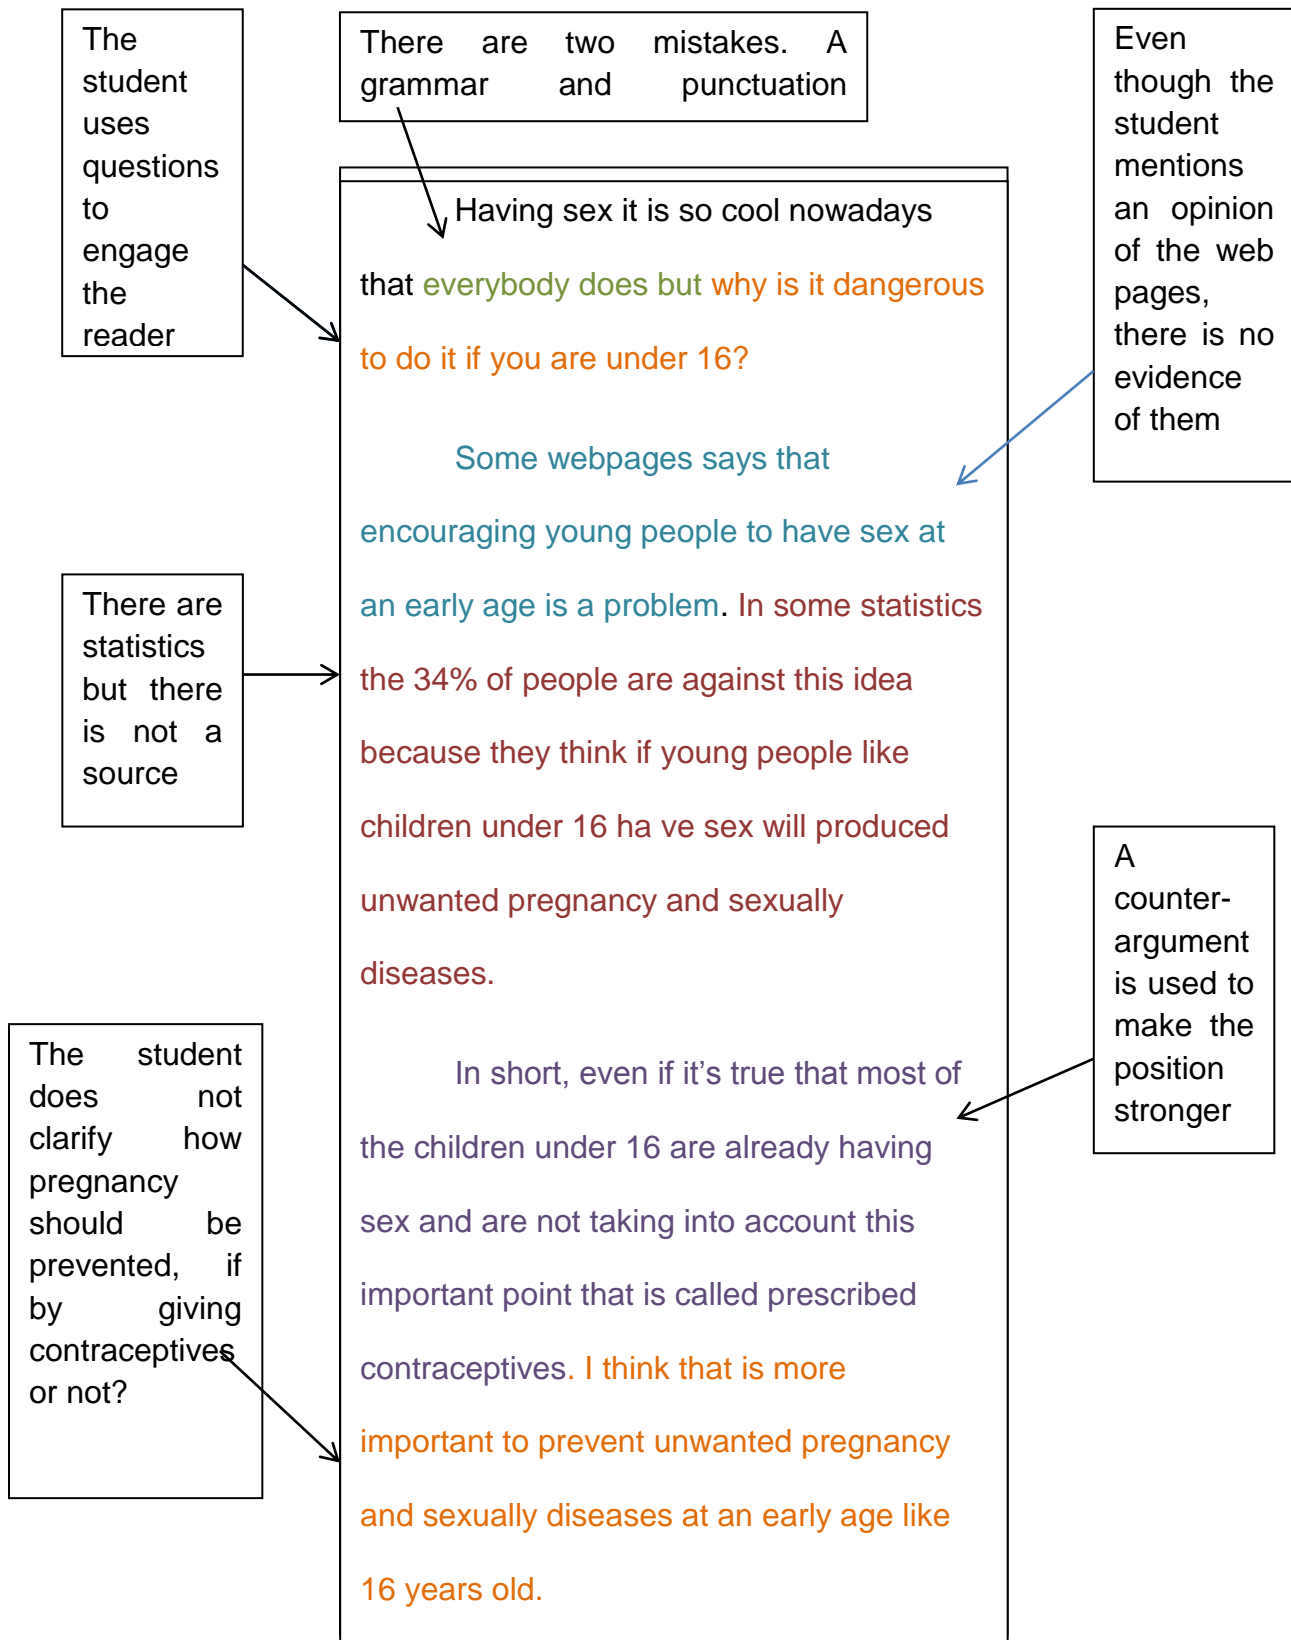 The
student
uses
questions
to
engage
the
reader
There are two mistakes. A
grammar and punctuation
Even
though the
student
mentions
an opinion
of the web
pages,
there is no
evidence
of them
Having sex it is so cool nowadays
that everybody does but why is it dangerous
to do it if you are under 16?
Some webpages says that
encouraging young people to have sex at
an early age is a problem. In some statistics
the 34% of people are against this idea
because they think if young people like
children under 16 ha ve sex will produced
unwanted pregnancy and sexually
diseases.
There are
statistics
but there
is not a
source
A
counter-
argument
is used to
make the
position
stronger
In short, even if it's true that most of
the children under 16 are already having
sex and are not taking into account this
important point that is called prescribed
contraceptives. I think that is more
important to prevent unwanted pregnancy
and sexually diseases at an early age like
16 years old.
The student
does not
clarify how
pregnancy
should be
prevented, if
by giving
contraceptives
or not?